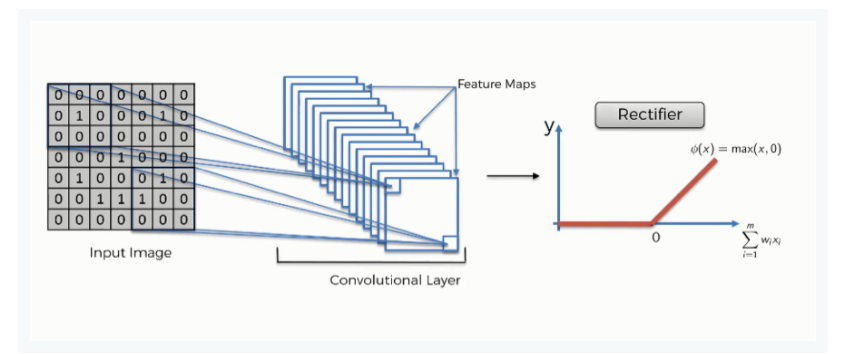 0 0 0 0 0 0 0
0 1 0 0 0 1 0
0 0 0 0 0 0 0
0 0 0 1 0 0 0
0 1 0 0 0 1 0
0 0 1 1 1 0 0
0 0 0 0 0 0 0
Input Image
Feature Maps
Convolutional Layer
Rectifier
y
ϕ(x) = max(x, 0)
0
m
∑ wᵢxᵢ
i=1